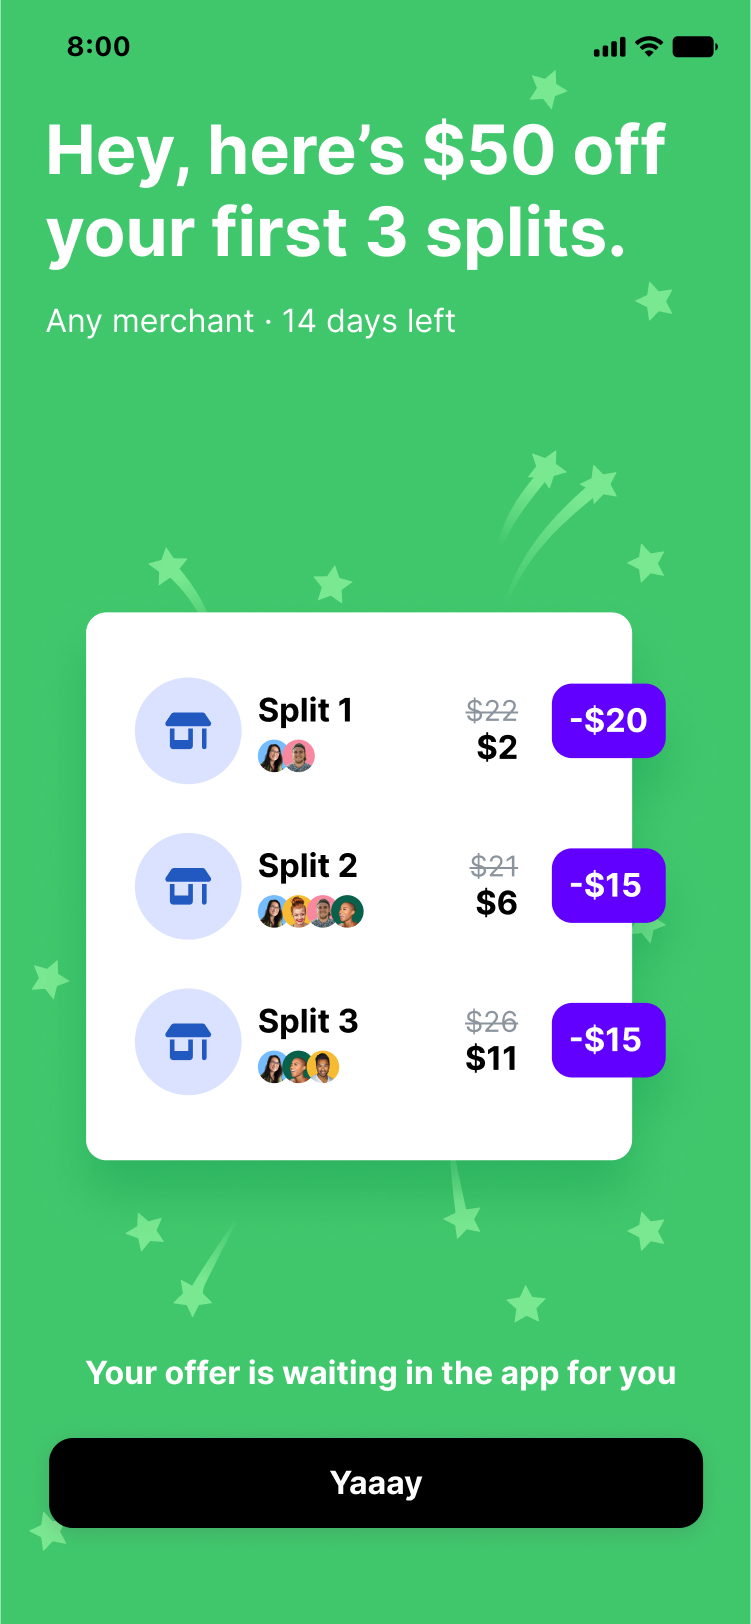 8:00
Hey, here’s $50 off
your first 3 splits.
Any merchant · 14 days left
Split 1
$22
$2
-$20
Split 2
$21
$6
-$15
Split 3
$26
$11
-$15
Your offer is waiting in the app for you
Yaaay